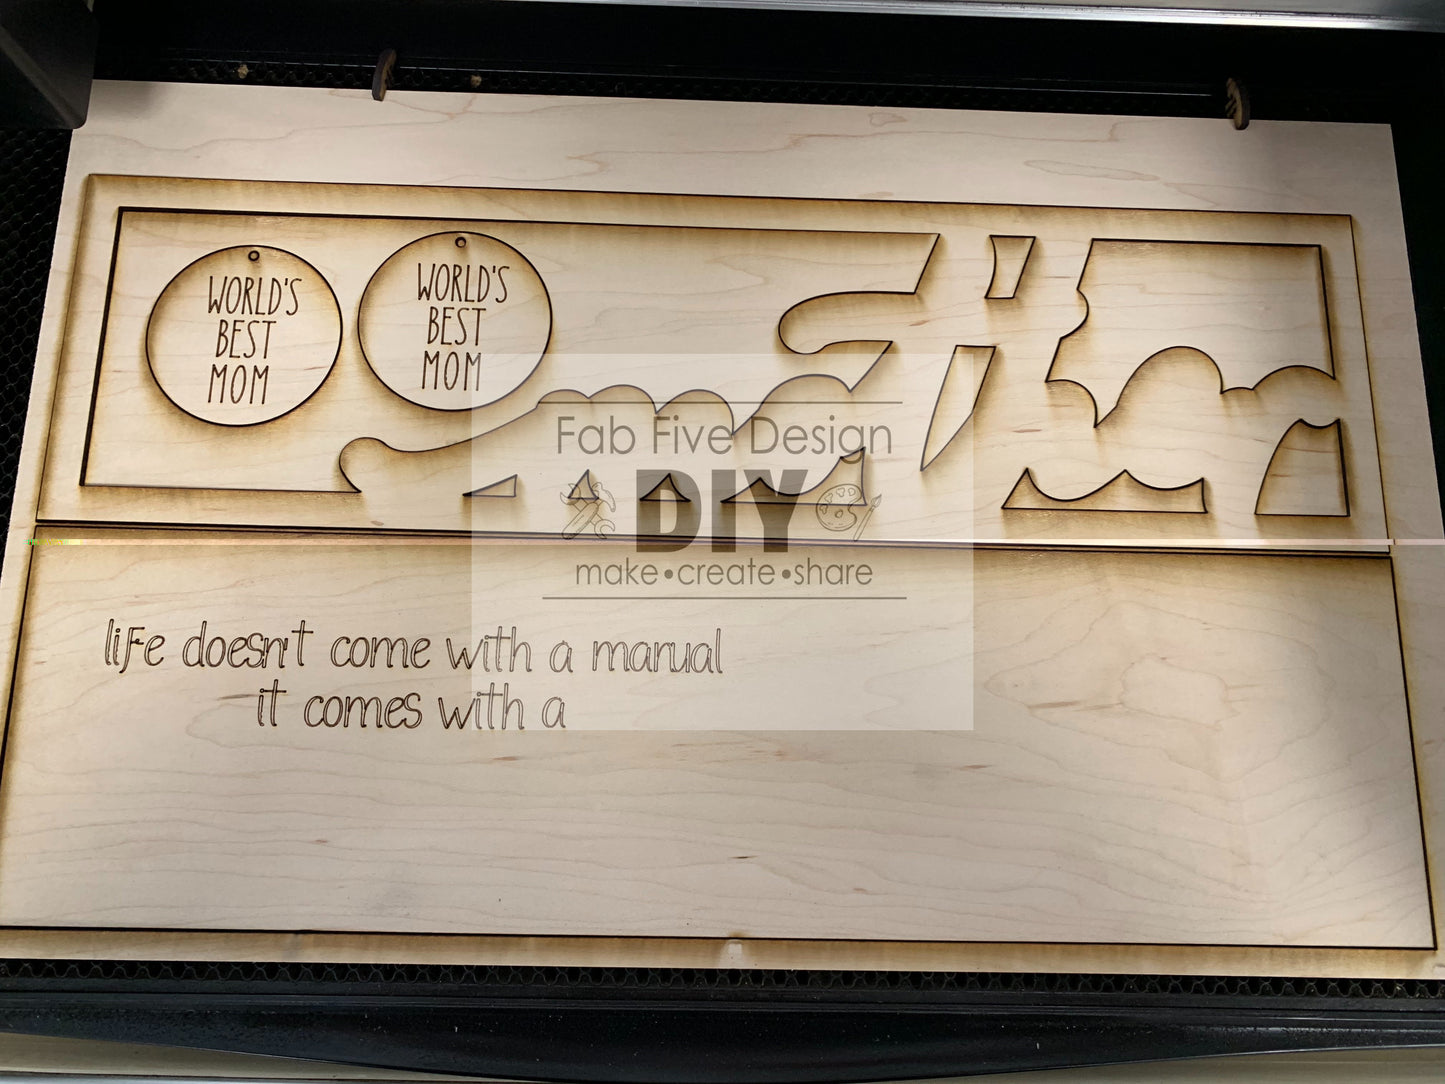 WORLD'S
BEST
MOM
WORLD'S
BEST
MOM
Fab Five Design
DIY
make•create•share
life doesn't come with a manual
it comes with a